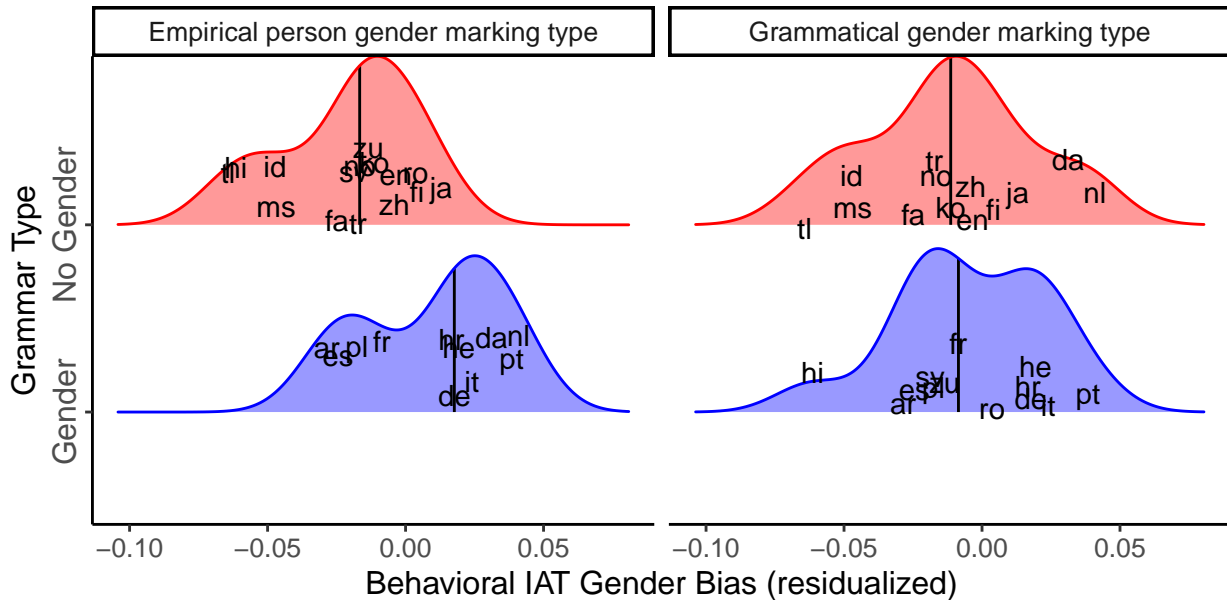 Empirical person gender marking type
Grammatical gender marking type
Grammar Type
No Gender
Gender
zu
hi
tl
id
no
ko
sv
en
ro
fi
ja
ms
zh
fa
tr
ar
es
pl
fr
hr
he
da
nl
pt
it
de
tr
no
id
da
zh
ja
nl
ms
ko
fa
en
fi
tl
fr
hi
sv
zu
es
pl
ar
he
hr
de
it
ro
pt
−0.10 −0.05 0.00 0.05
−0.10 −0.05 0.00 0.05
Behavioral IAT Gender Bias (residualized)